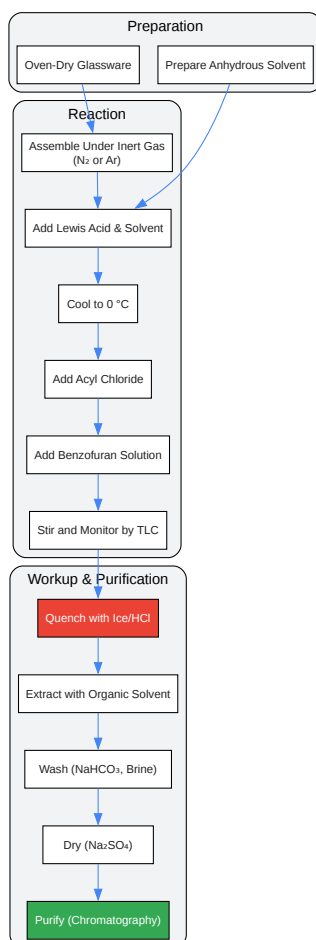 Preparation
Oven-Dry Glassware
Prepare Anhydrous Solvent
Reaction
Assemble Under Inert Gas
(N₂ or Ar)
Add Lewis Acid & Solvent
Cool to 0 °C
Add Acyl Chloride
Add Benzofuran Solution
Stir and Monitor by TLC
Workup & Purification
Quench with Ice/HCl
Extract with Organic Solvent
Wash (NaHCO₃, Brine)
Dry (Na₂SO₄)
Purify (Chromatography)